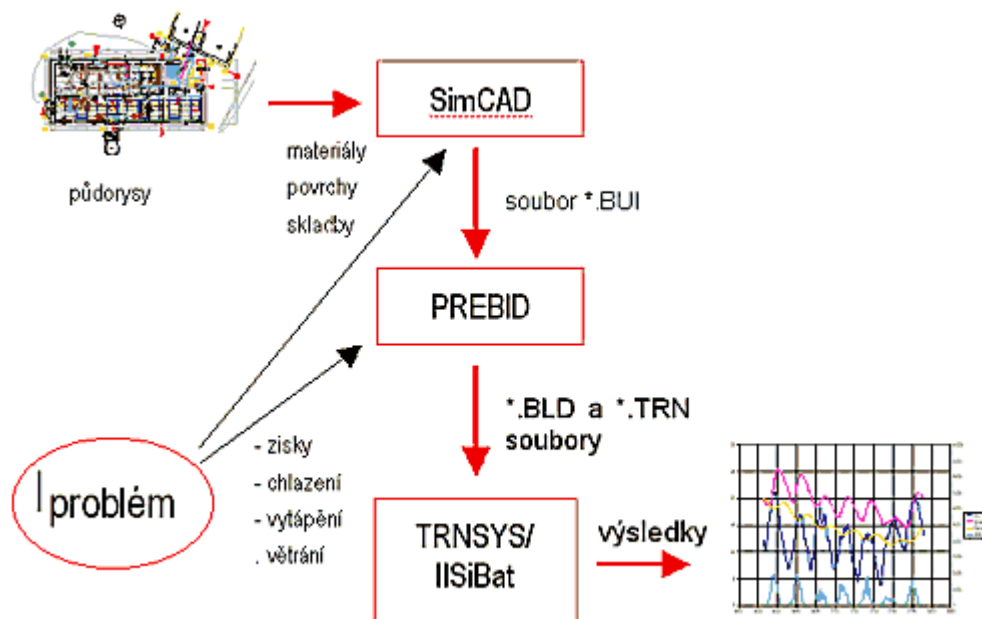 SimCAD
materiály
povrchy
skladby
půdorysy
soubor *.BUI
PREBID
*.BLD a *.TRN
soubory
- zisky
- chlazení
- vytápění
. větrání
problém
TRNSYS/
IISiBat
výsledky